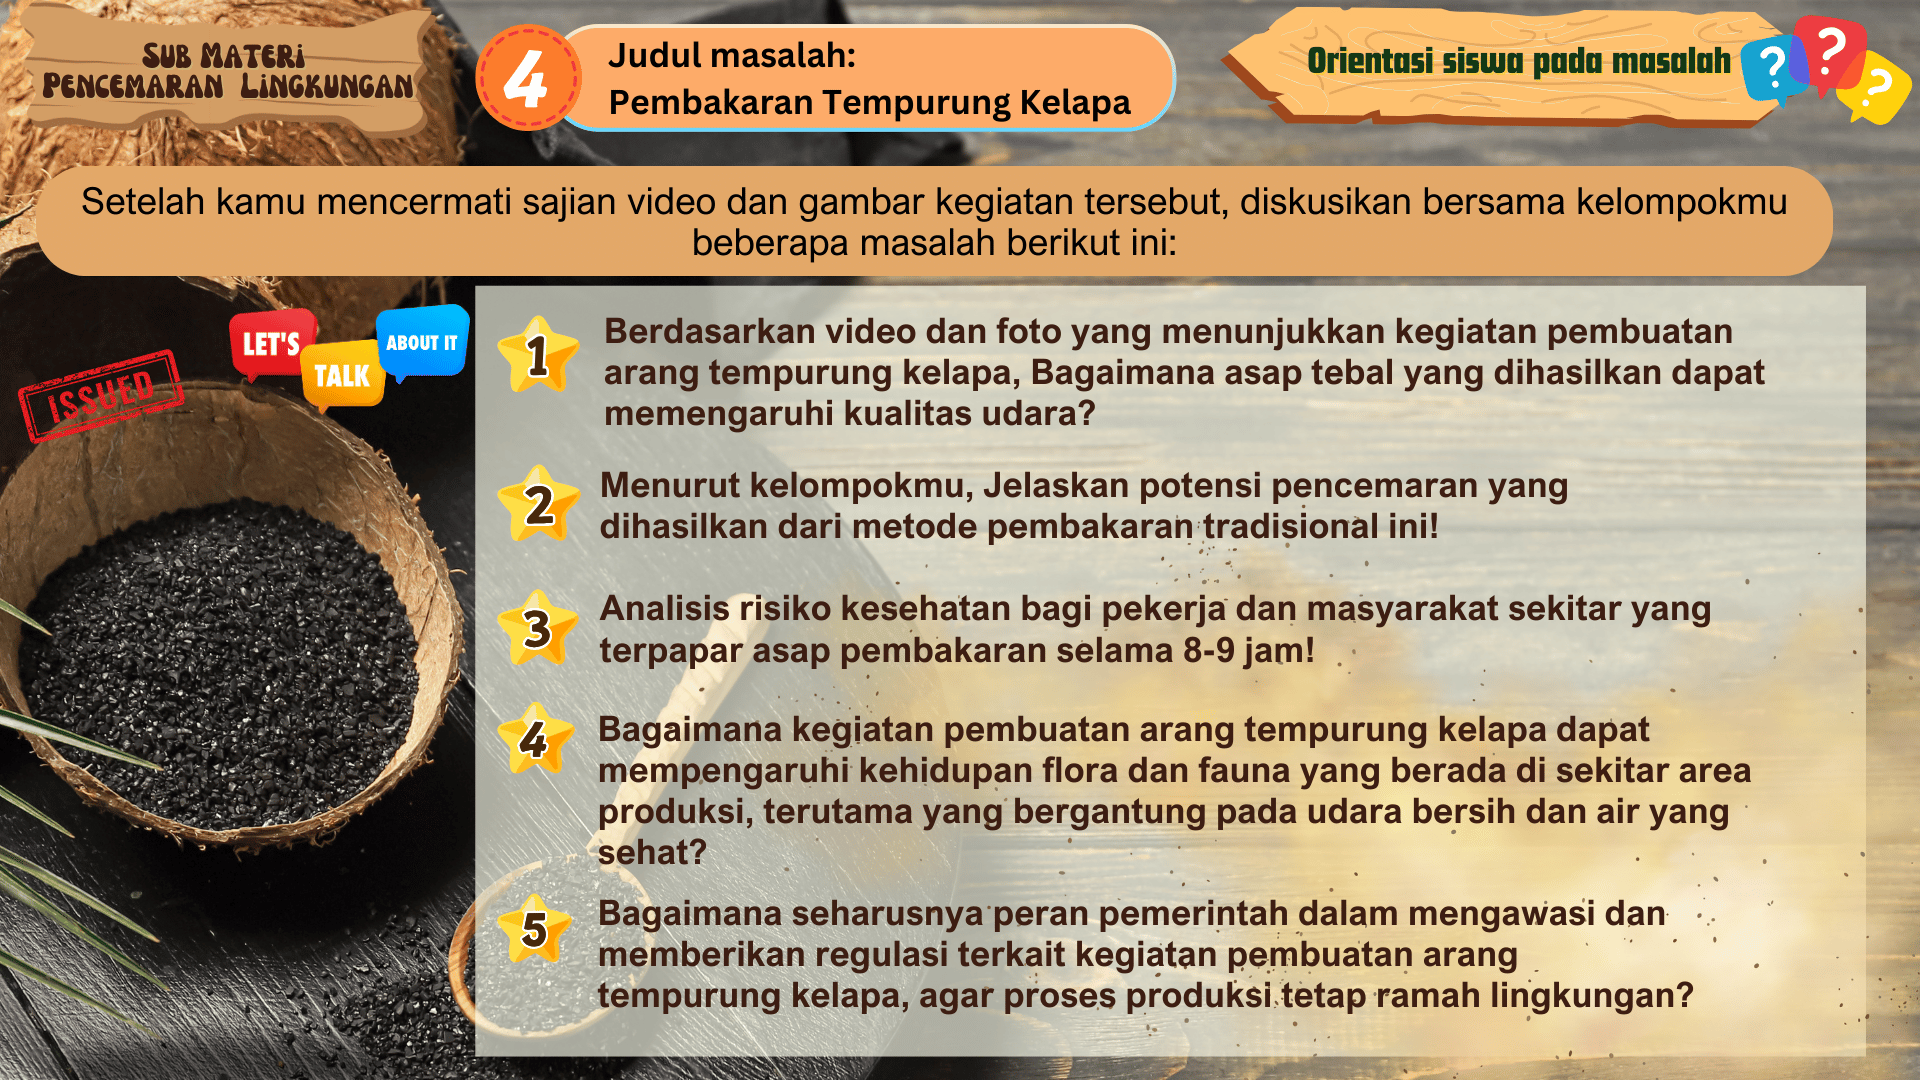 SUB MATERI
PENCEMARAN LINGKUNGAN
4
Judul masalah:
Pembakaran Tempurung Kelapa
Orientasi siswa pada masalah
? ? ?
Setelah kamu mencermati sajian video dan gambar kegiatan tersebut, diskusikan bersama kelompokmu
beberapa masalah berikut ini:
LET'S
TALK
ABOUT IT
ISSUED
1
Berdasarkan video dan foto yang menunjukkan kegiatan pembuatan
arang tempurung kelapa, Bagaimana asap tebal yang dihasilkan dapat
memengaruhi kualitas udara?
2
Menurut kelompokmu, Jelaskan potensi pencemaran yang
dihasilkan dari metode pembakaran tradisional ini!
3
Analisis risiko kesehatan bagi pekerja dan masyarakat sekitar yang
terpapar asap pembakaran selama 8-9 jam!
4
Bagaimana kegiatan pembuatan arang tempurung kelapa dapat
mempengaruhi kehidupan flora dan fauna yang berada di sekitar area
produksi, terutama yang bergantung pada udara bersih dan air yang
sehat?
5
Bagaimana seharusnya peran pemerintah dalam mengawasi dan
memberikan regulasi terkait kegiatan pembuatan arang
tempurung kelapa, agar proses produksi tetap ramah lingkungan?